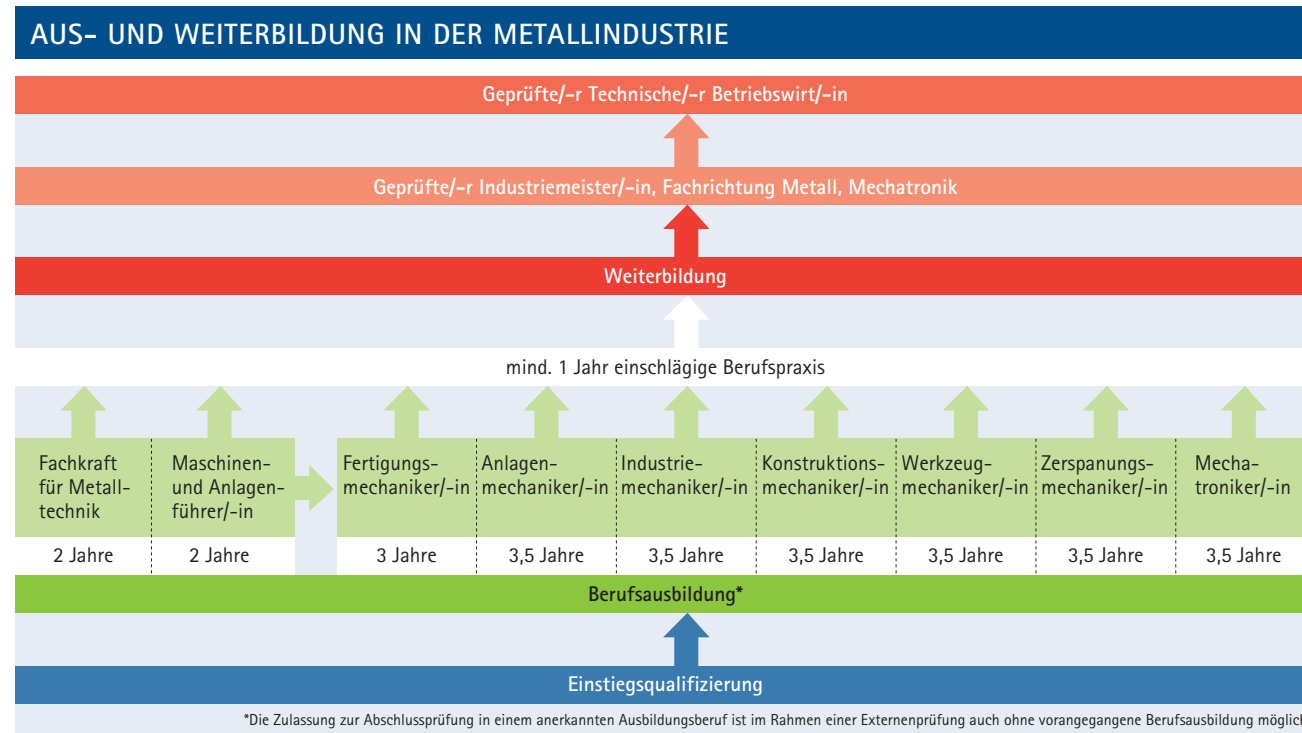 AUS- UND WEITERBILDUNG IN DER METALLINDUSTRIE
Geprüfte/-r Technische/-r Betriebswirt/-in
Geprüfte/-r Industriemeister/-in, Fachrichtung Metall, Mechatronik
Weiterbildung
mind. 1 Jahr einschlägige Berufspraxis
Fachkraft
für Metall-
technik
2 Jahre
Maschinen-
und Anlagen-
führer/-in
2 Jahre
Fertigungs-
mechaniker/-in
3 Jahre
Anlagen-
mechaniker/-in
3,5 Jahre
Industrie-
mechaniker/-in
3,5 Jahre
Konstruktions-
mechaniker/-in
3,5 Jahre
Werkzeug-
mechaniker/-in
3,5 Jahre
Zerspanungs-
mechaniker/-in
3,5 Jahre
Mecha-
troniker/-in
3,5 Jahre
Berufsausbildung*
Einstiegsqualifizierung
*Die Zulassung zur Abschlussprüfung in einem anerkannten Ausbildungsberuf ist im Rahmen einer Externenprüfung auch ohne vorangegangene Berufsausbildung möglich